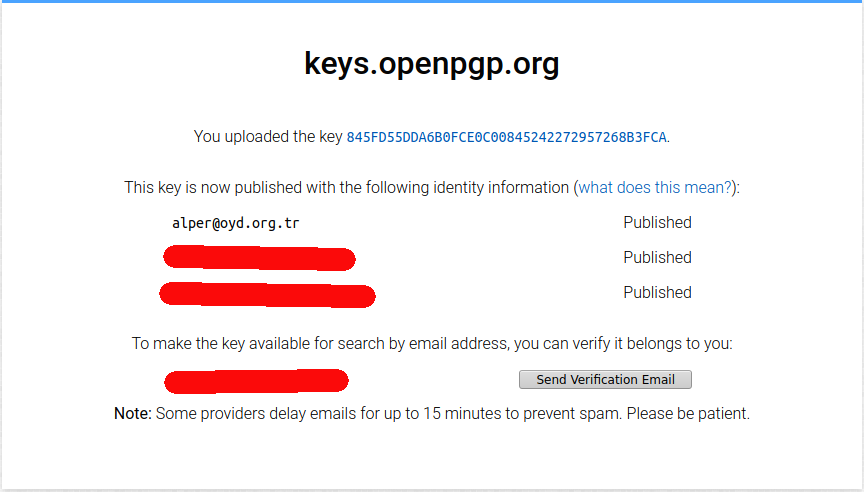 keys.openpgp.org
You uploaded the key 845FD55DDA6B0FCE0C00845242272957268B3FCA.
This key is now published with the following identity information (what does this mean?):
alper@oyd.org.tr Published
Published
Published
To make the key available for search by email address, you can verify it belongs to you:
Send Verification Email
Note: Some providers delay emails for up to 15 minutes to prevent spam. Please be patient.